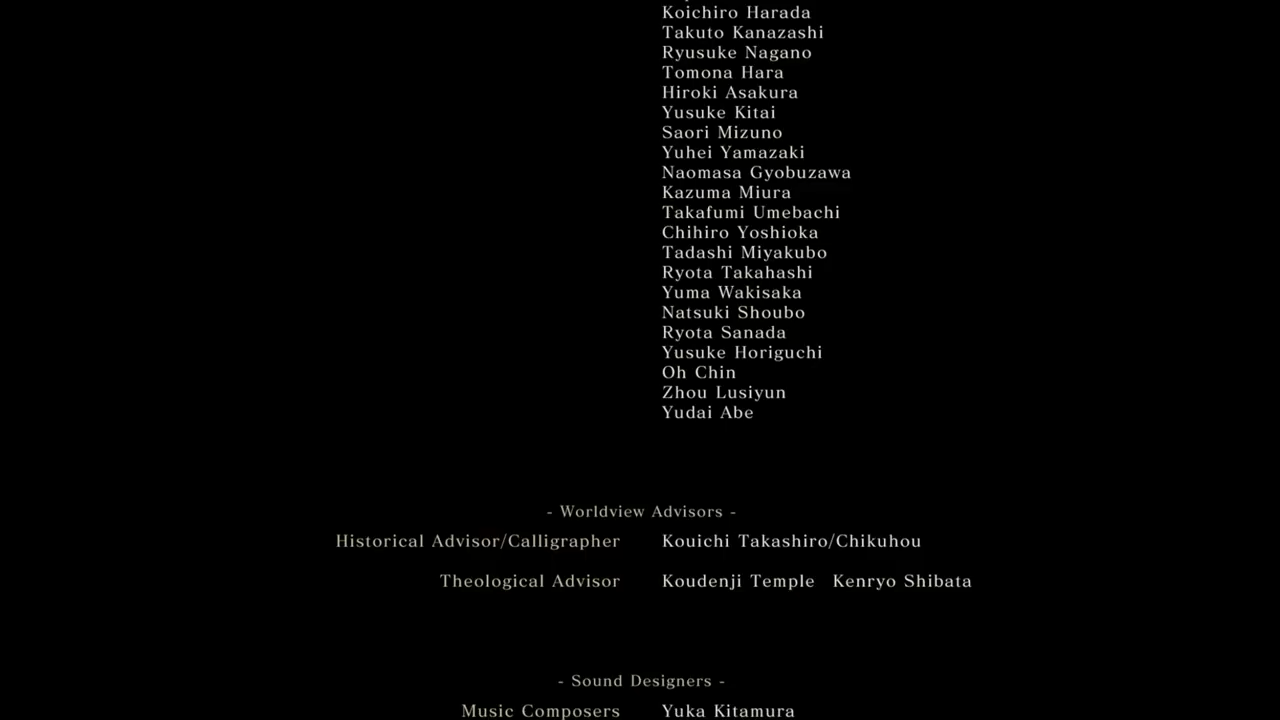 Koichiro Harada
Takuto Kanazashi
Ryusuke Nagano
Tomona Hara
Hiroki Asakura
Yusuke Kitai
Saori Mizuno
Yuhei Yamazaki
Naomasa Gyobuzawa
Kazuma Miura
Takafumi Umebachi
Chihiro Yoshioka
Tadashi Miyakubo
Ryota Takahashi
Yuma Wakisaka
Natsuki Shoubo
Ryota Sanada
Yusuke Horiguchi
Oh Chin
Zhou Lusiyun
Yudai Abe
- Worldview Advisors -
Historical Advisor/Calligrapher Kouichi Takashiro/Chikuhou
Theological Advisor Koudenji Temple Kenryo Shibata
- Sound Designers -
Music Composers Yuka Kitamura